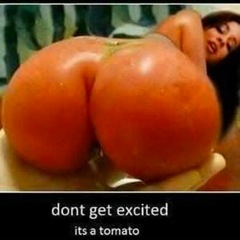 dont get excited
its a tomato